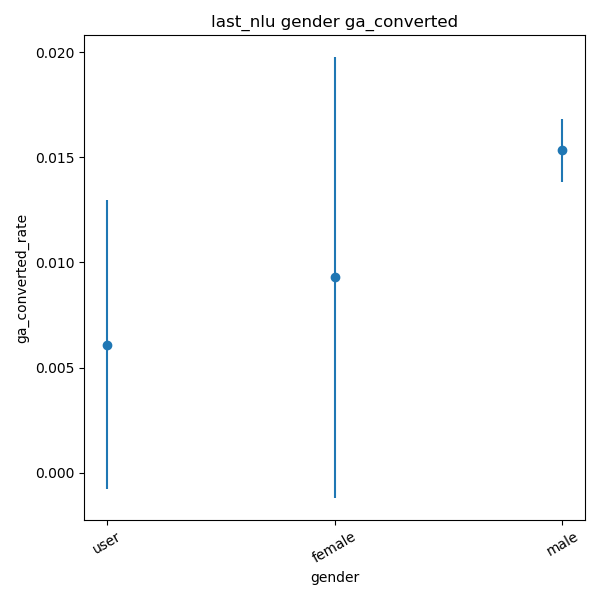 last_nlu gender ga_converted
0.020
0.015
0.010
0.005
0.000
ga_converted_rate
user
female
male
gender